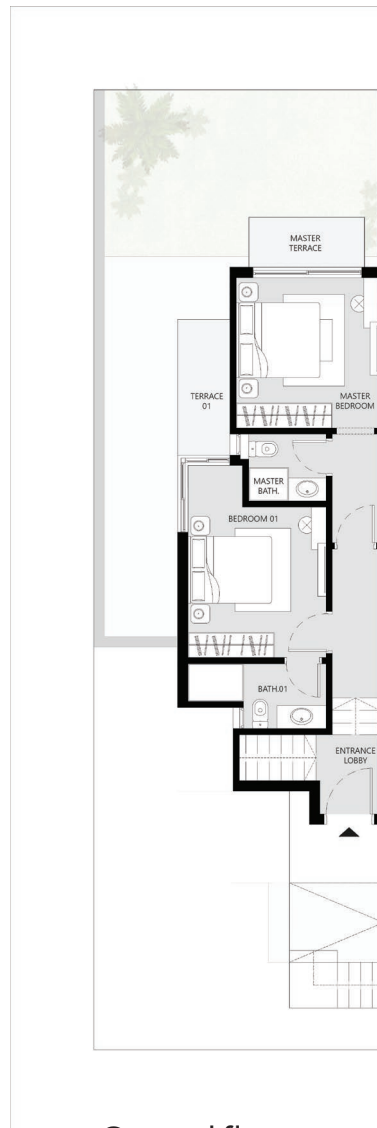 MASTER
TERRACE
TERRACE
01
MASTER
BEDROOM
MASTER
BATH.
BEDROOM 01
BATH.01
ENTRANCE
LOBBY